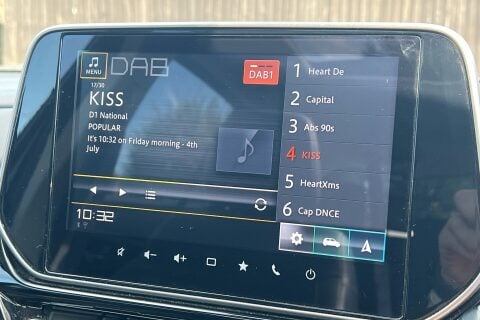 MENU DAB
17/30
DAB1
KISS
D1 National
POPULAR
It's 10:32 on Friday morning - 4th
July
10:32
1 Heart De
2 Capital
3 Abs 90s
4 KISS
5 HeartXms
6 Cap DNCE